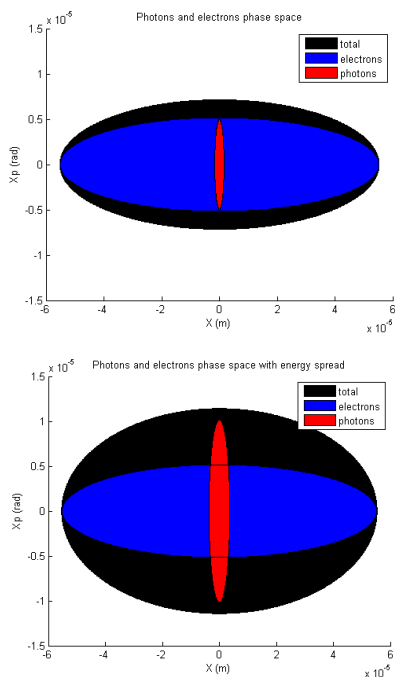 Photons and electrons phase space
x 10^-5
total
electrons
photons
1.5
1
0.5
0
-0.5
-1
-1.5
Xp (rad)
-6
-4
-2
0
2
4
6
X (m)
x 10^-5
Photons and electrons phase space with energy spread
x 10^-5
total
electrons
photons
1.5
1
0.5
0
-0.5
-1
-1.5
Xp (rad)
-6
-4
-2
0
2
4
6
X (m)
x 10^-5